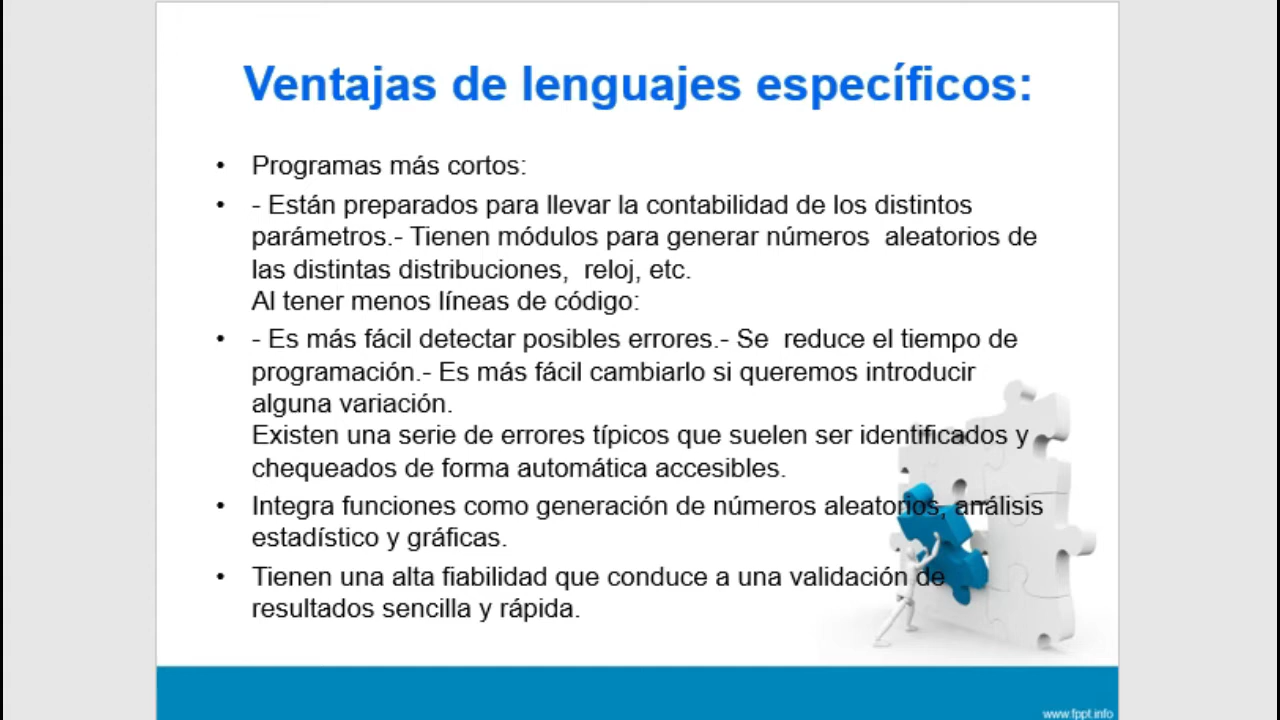 Ventajas de lenguajes específicos:
• Programas más cortos:
• - Están preparados para llevar la contabilidad de los distintos
parámetros.- Tienen módulos para generar números  aleatorios de
las distintas distribuciones,  reloj, etc.
Al tener menos líneas de código:
• - Es más fácil detectar posibles errores.- Se  reduce el tiempo de
programación.- Es más fácil cambiarlo si queremos introducir
alguna variación.
Existen una serie de errores típicos que suelen ser identificados y
chequeados de forma automática accesibles.
• Integra funciones como generación de números aleatorios, análisis
estadístico y gráficas.
• Tienen una alta fiabilidad que conduce a una validación de
resultados sencilla y rápida.
www.fppt.info